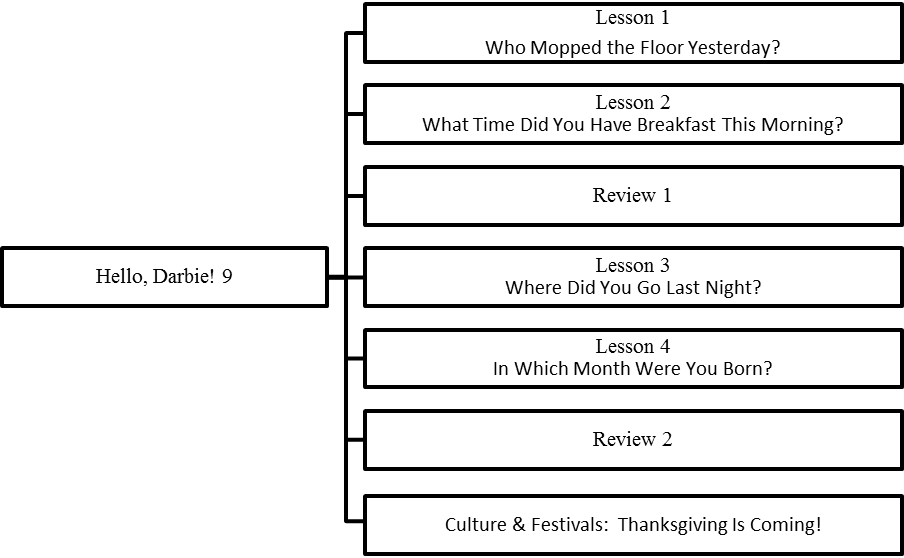 Lesson 1
Who Mopped the Floor Yesterday?
Lesson 2
What Time Did You Have Breakfast This Morning?
Review 1
Hello, Darbie! 9
Lesson 3
Where Did You Go Last Night?
Lesson 4
In Which Month Were You Born?
Review 2
Culture & Festivals:  Thanksgiving Is Coming!